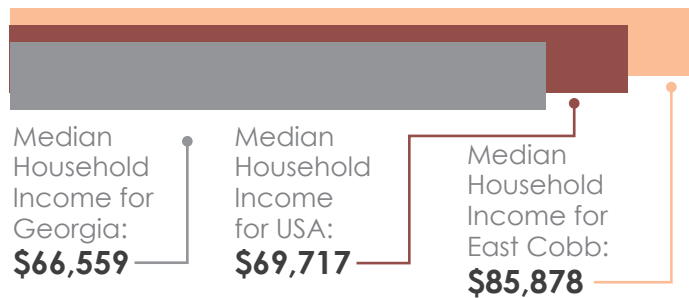 Median
Household
Income for
Georgia:
$66,559
Median
Household
Income
for USA:
$69,717
Median
Household
Income for
East Cobb:
$85,878